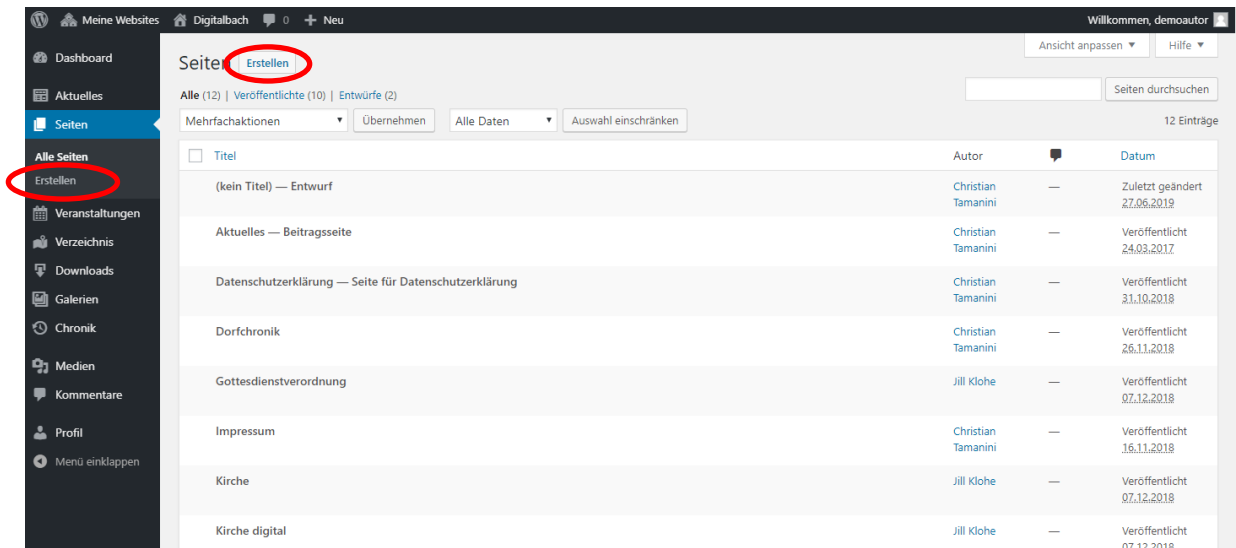 Meine Websites Digitalbach 0 + Neu Willkommen, demoautor
Dashboard
Aktuelles
Seiten
Alle Seiten
Erstellen
Veranstaltungen
Verzeichnis
Downloads
Galerien
Chronik
Medien
Kommentare
Profil
Menü einklappen
Ansicht anpassen ▼ Hilfe ▼
Seiten Erstellen
Alle (12) | Veröffentlichte (10) | Entwürfe (2)
Seiten durchsuchen
Mehrfachaktionen Übernehmen Alle Daten Auswahl einschränken 12 Einträge
Titel Autor Datum
(kein Titel) — Entwurf Christian — Zuletzt geändert
Tamanini 27.06.2019
Aktuelles — Beitragsseite Christian — Veröffentlicht
Tamanini 24.03.2017
Datenschutzerklärung — Seite für Datenschutzerklärung Christian — Veröffentlicht
Tamanini 31.10.2018
Dorfchronik Christian — Veröffentlicht
Tamanini 26.11.2018
Gottesdienstverordnung Jill Klohe — Veröffentlicht
07.12.2018
Impressum Christian — Veröffentlicht
Tamanini 16.11.2018
Kirche Jill Klohe — Veröffentlicht
07.12.2018
Kirche digital Jill Klohe — Veröffentlicht
07.12.2018